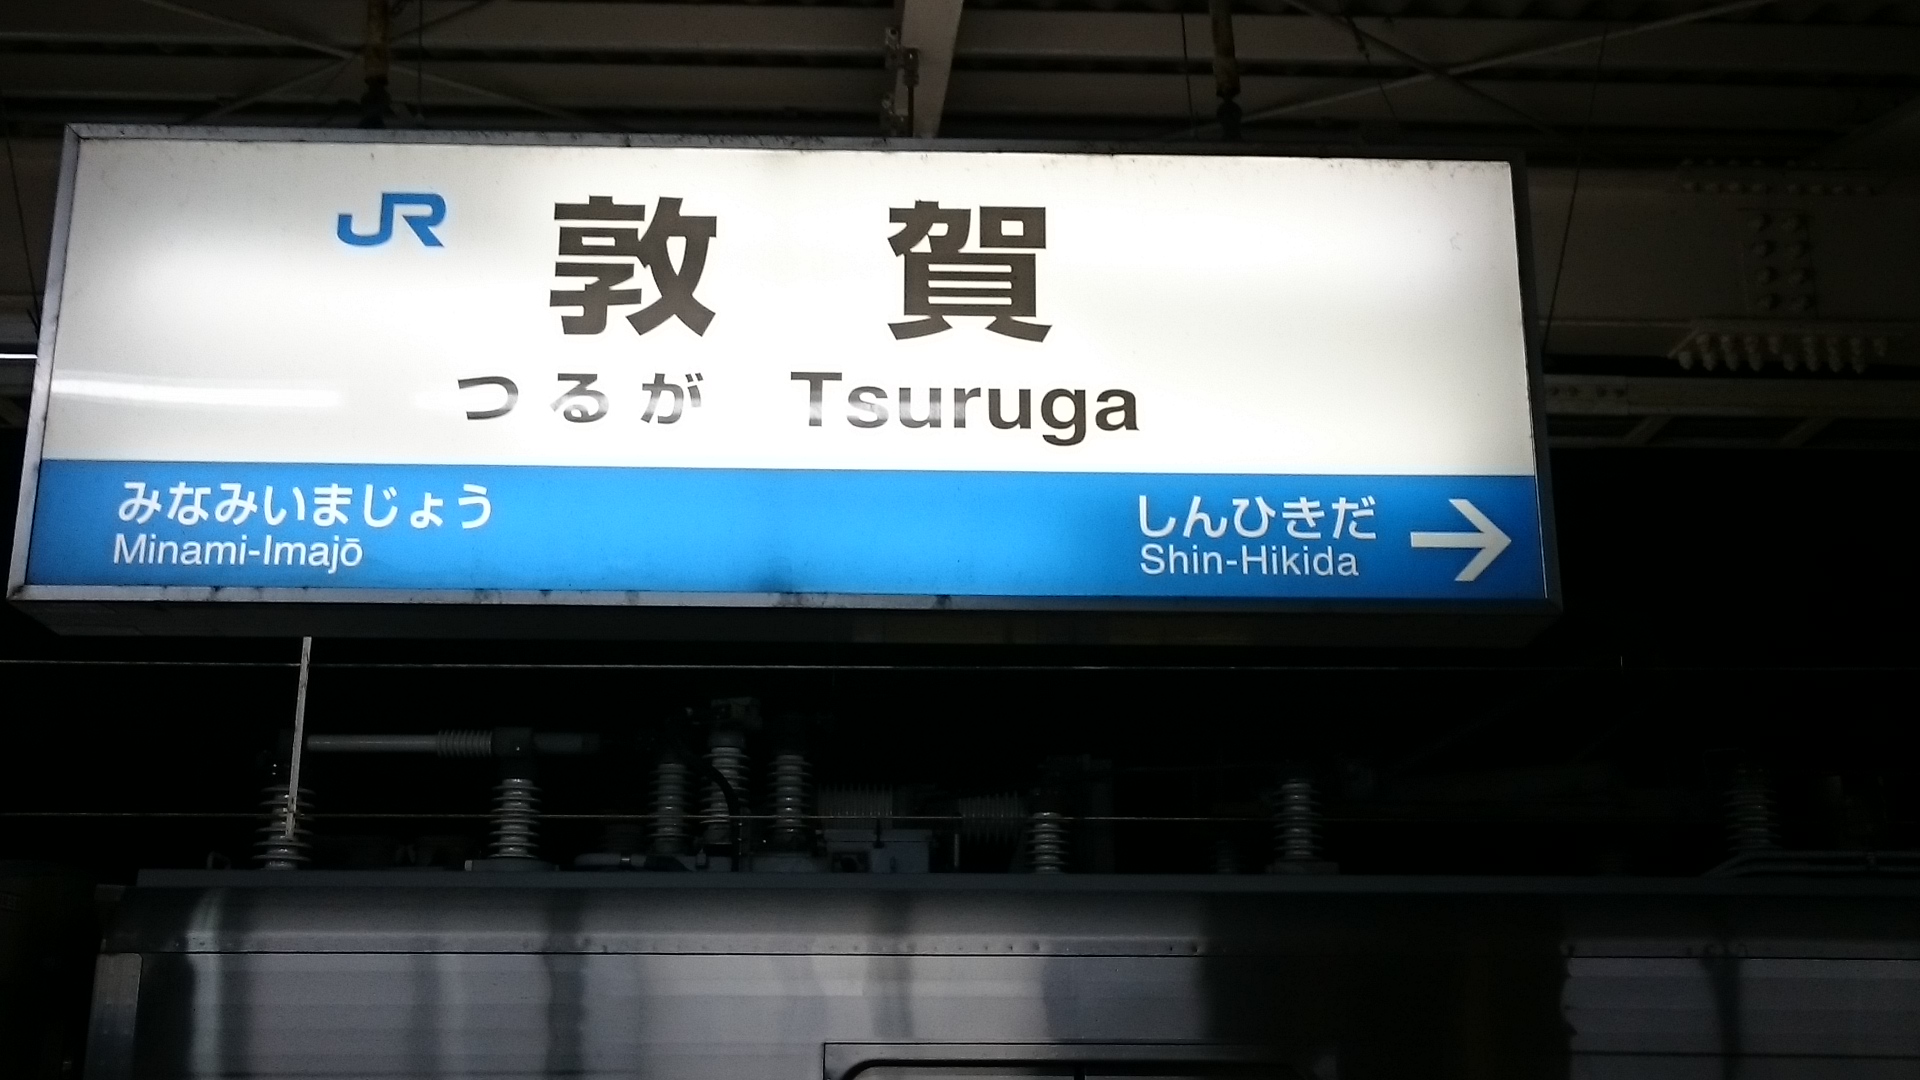 JR 敦賀
つるが Tsuruga
みなみいまじょう
Minami-Imajō
しんひきだ →
Shin-Hikida